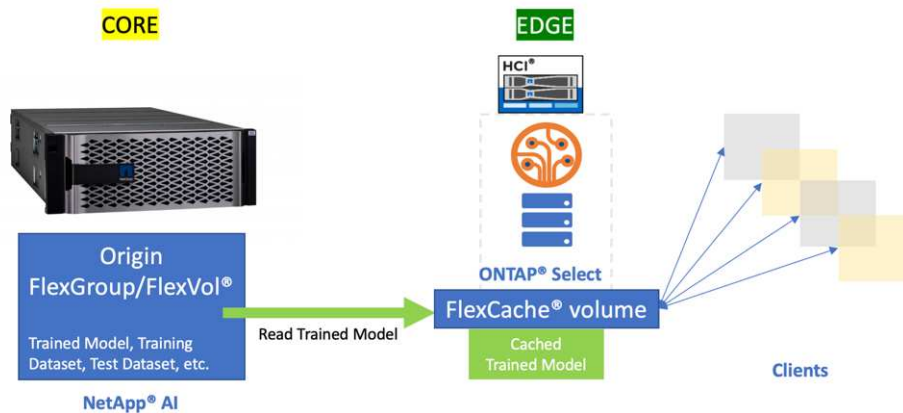 CORE
EDGE
HCI®
Origin
FlexGroup/FlexVol®
Trained Model, Training
Dataset, Test Dataset, etc.
NetApp® AI
Read Trained Model
ONTAP® Select
FlexCache® volume
Cached
Trained Model
Clients